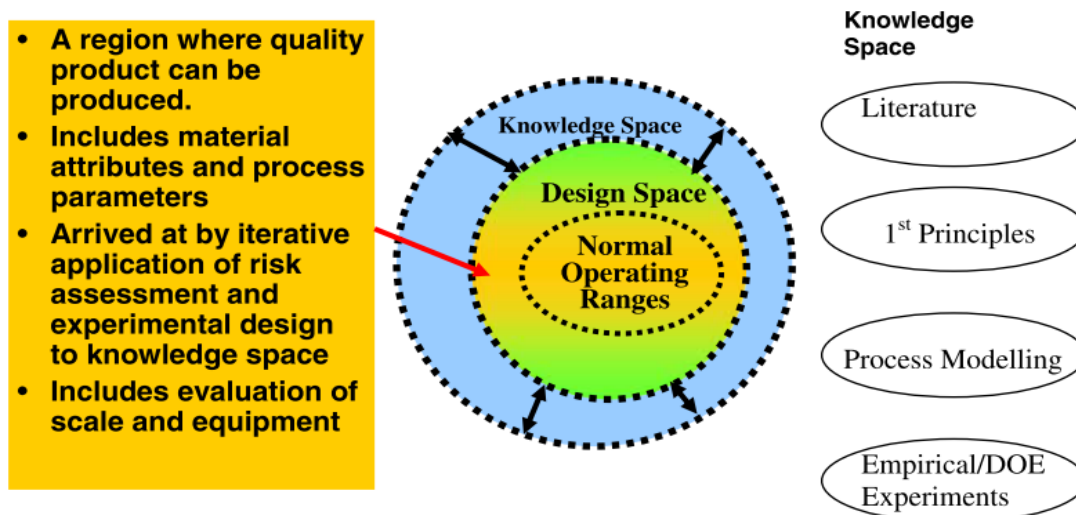 • A region where quality
product can be
produced.
• Includes material
attributes and process
parameters
• Arrived at by iterative
application of risk
assessment and
experimental design
to knowledge space
• Includes evaluation of
scale and equipment
Knowledge Space
Design Space
Normal
Operating
Ranges
Knowledge
Space
Literature
1st Principles
Process Modelling
Empirical/DOE
Experiments